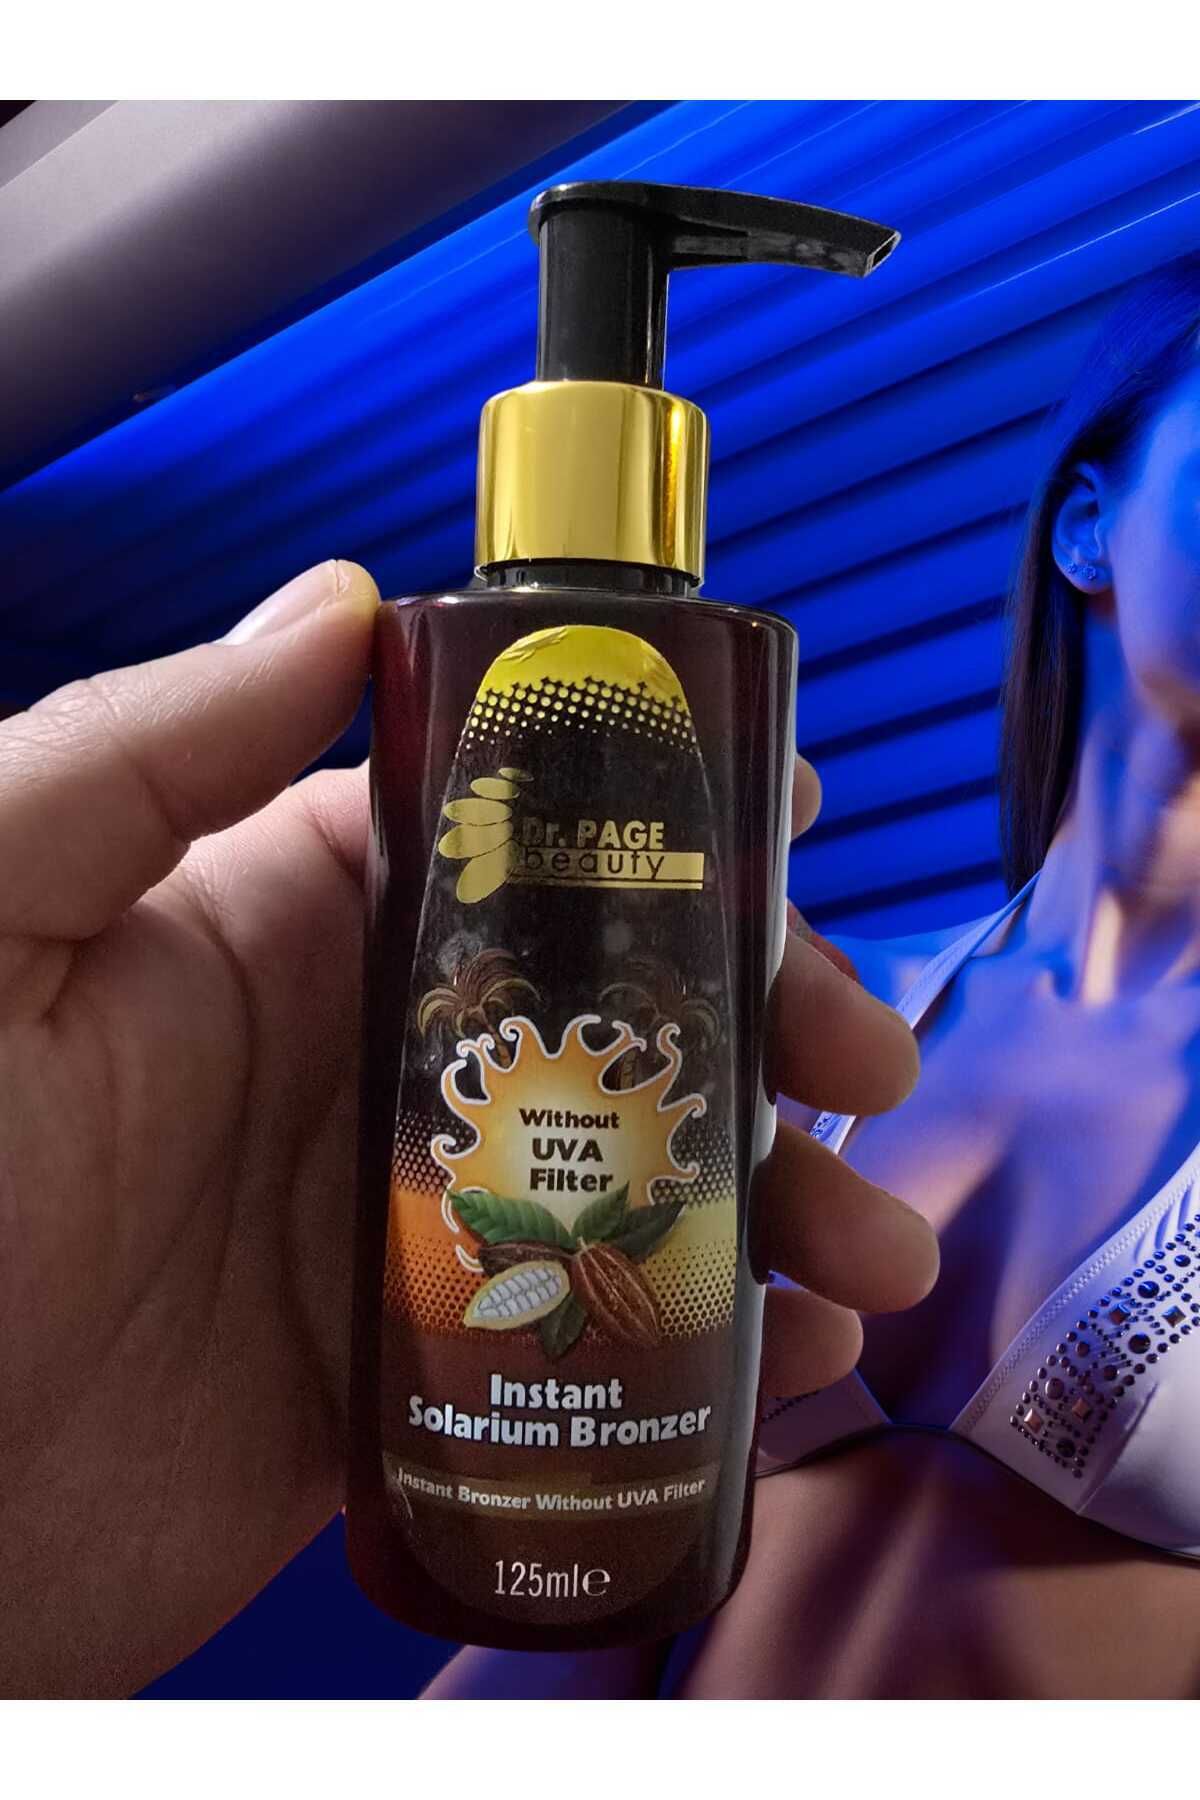 Dr. PAGE
beauty
Without
UVA
Filter
Instant
Solarium Bronzer
Instant Bronzer Without UVA Filter
125ml℮